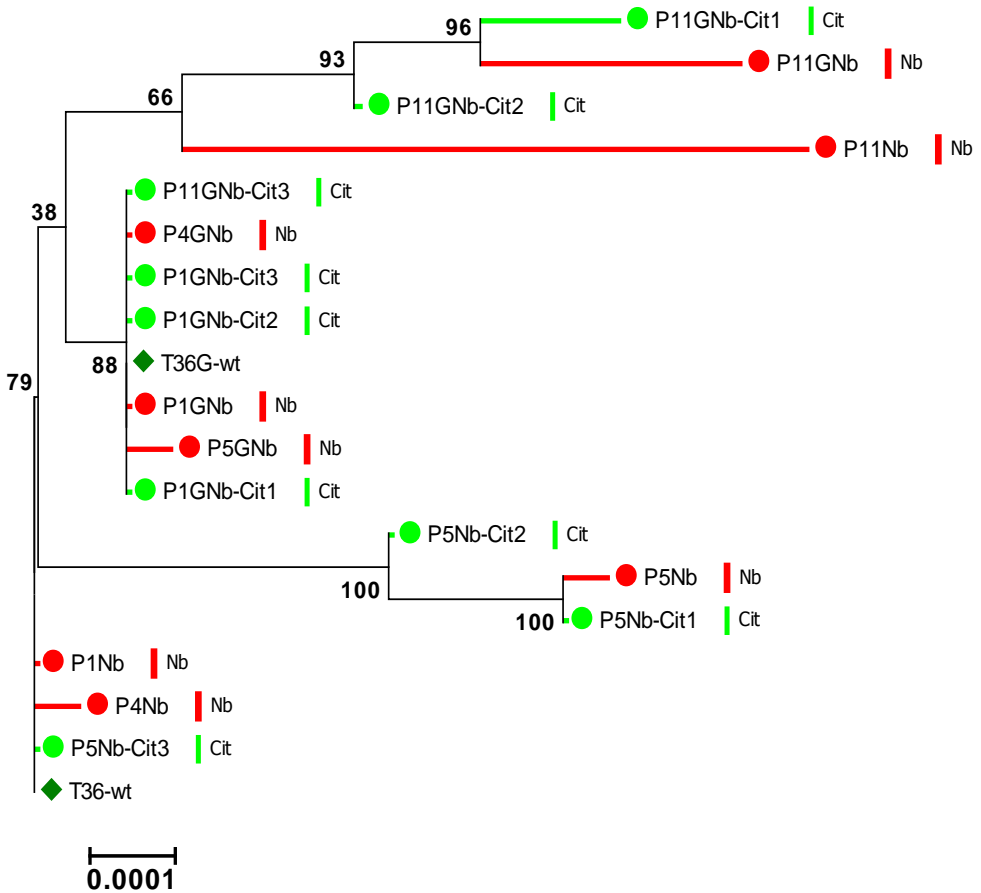 P11GNb-Cit1 Cit
96
P11GNb Nb
93
P11GNb-Cit2 Cit
66
P11Nb Nb
P11GNb-Cit3 Cit
38
P4GNb Nb
P1GNb-Cit3 Cit
P1GNb-Cit2 Cit
88
T36G-wt
79
P1GNb Nb
P5GNb Nb
P1GNb-Cit1 Cit
P5Nb-Cit2 Cit
P5Nb Nb
100
P5Nb-Cit1 Cit
100
P1Nb Nb
P4Nb Nb
P5Nb-Cit3 Cit
T36-wt
0.0001